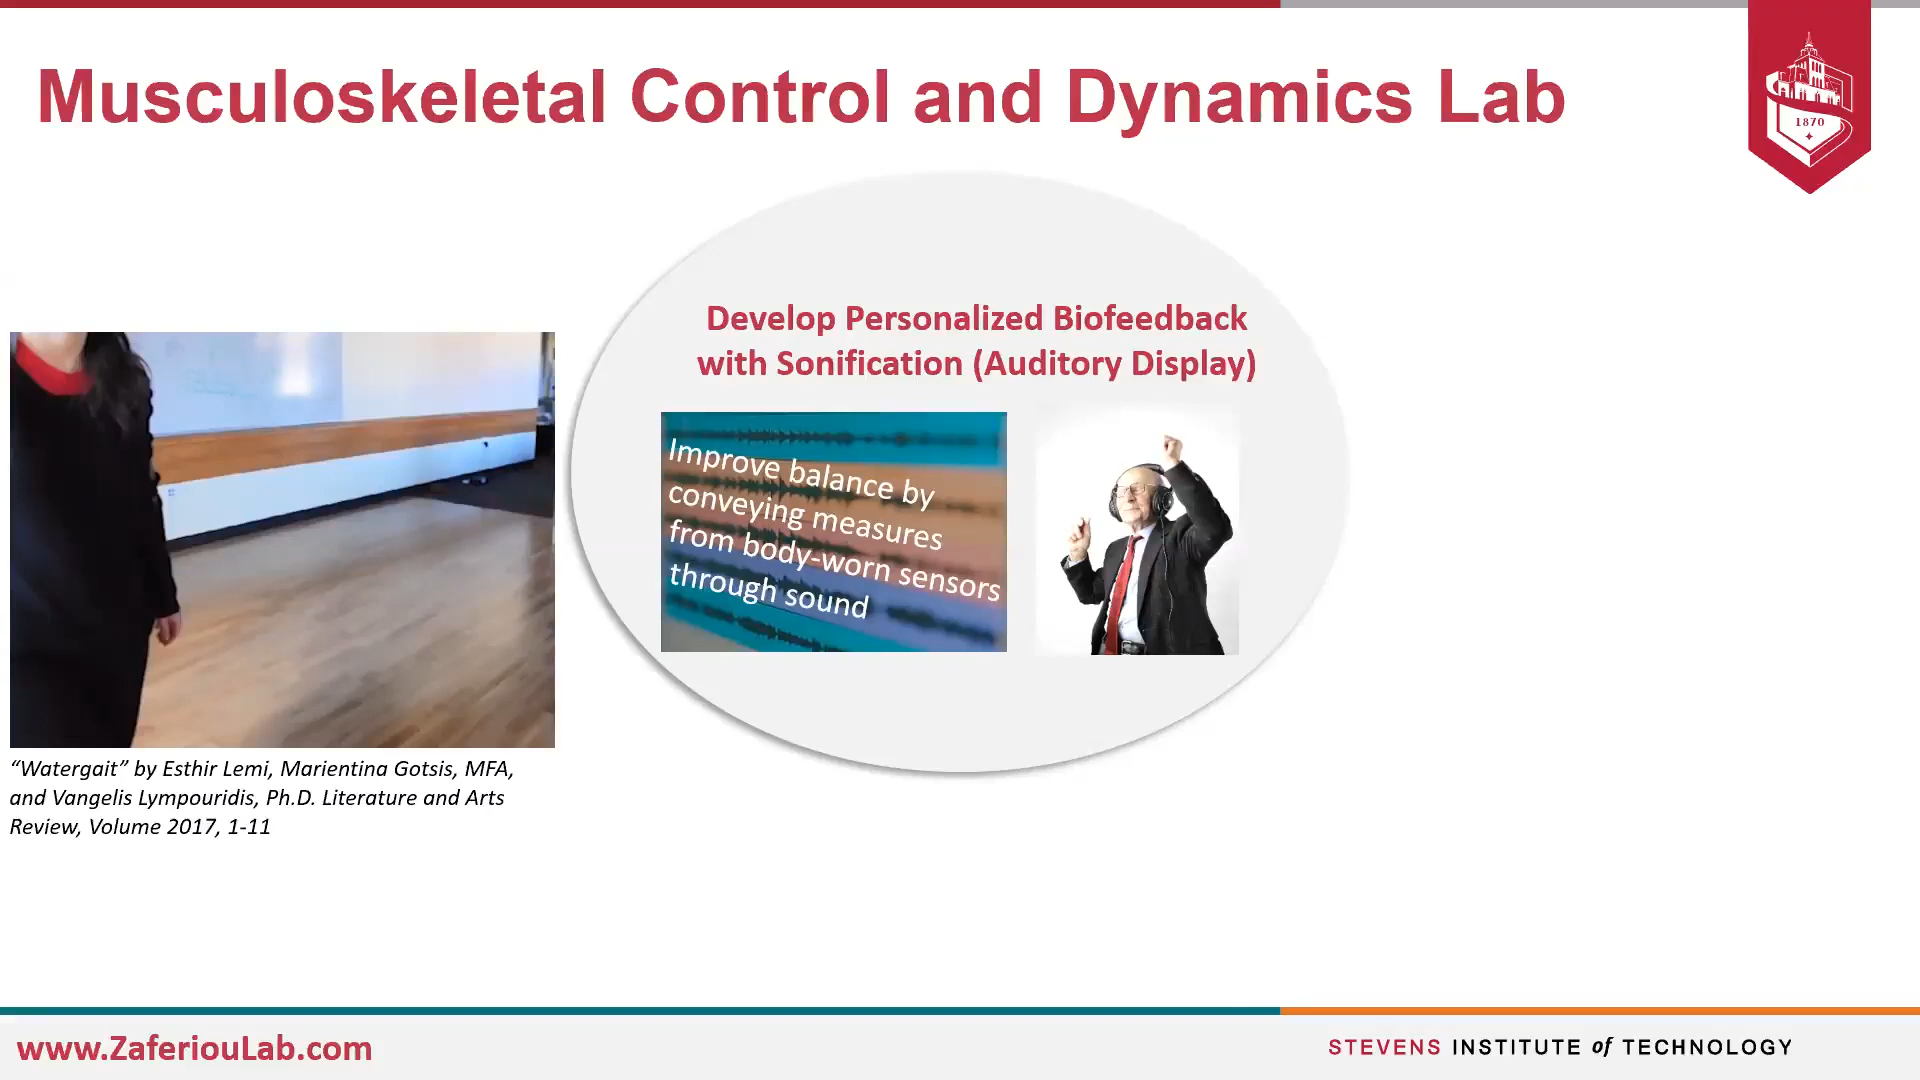 Musculoskeletal Control and Dynamics Lab
1870
Develop Personalized Biofeedback
with Sonification (Auditory Display)
Improve balance by
conveying measures
from body-worn sensors
through sound
“Watergait” by Esthir Lemi, Marientina Gotsis, MFA,
and Vangelis Lympouridis, Ph.D. Literature and Arts
Review, Volume 2017, 1-11
www.ZaferiouLab.com
STEVENS INSTITUTE of TECHNOLOGY